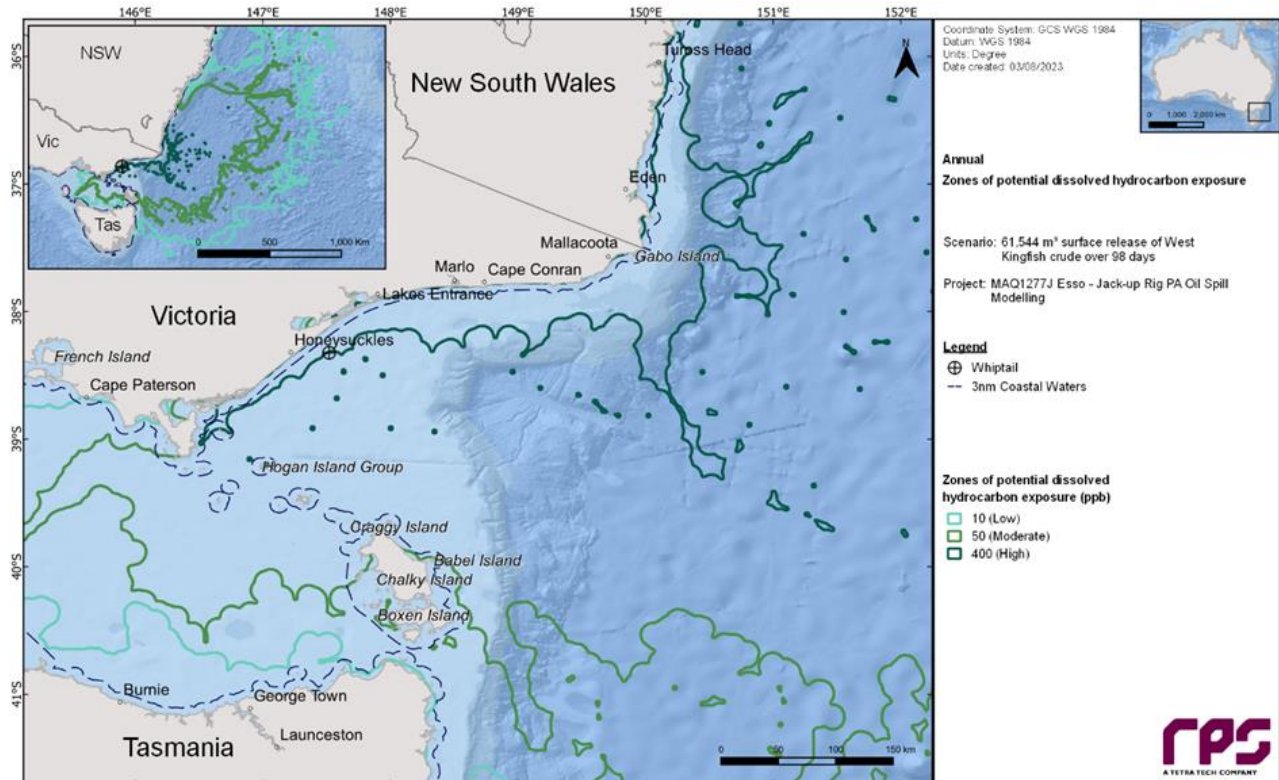 146°E 147°E 148°E 149°E 150°E 151°E 152°E
36°S
37°S
38°S
39°S
40°S
41°S
NSW
Vic
Tas
0 500 1,000 Km
New South Wales
Tuross Head
Eden
Mallacoota
Gabo Island
Marlo
Cape Conran
Lakes Entrance
Victoria
Honeysuckles
French Island
Cape Paterson
Hogan Island Group
Craggy Island
Babel Island
Chalky Island
Boxen Island
Burnie
George Town
Launceston
Tasmania
0 50 100 150 km
N
Coordinate System: GCS WGS 1984
Datum: WGS 1984
Units: Degree
Date created: 03/08/2023
0 1,000 2,000 km
Annual
Zones of potential dissolved hydrocarbon exposure
Scenario: 61,544 m³ surface release of West
Kingfish crude over 98 days
Project: MAQ1277J Esso - Jack-up Rig PA Oil Spill
Modelling
Legend
Whiptail
3nm Coastal Waters
Zones of potential dissolved
hydrocarbon exposure (ppb)
10 (Low)
50 (Moderate)
400 (High)
rps
A TETRA TECH COMPANY